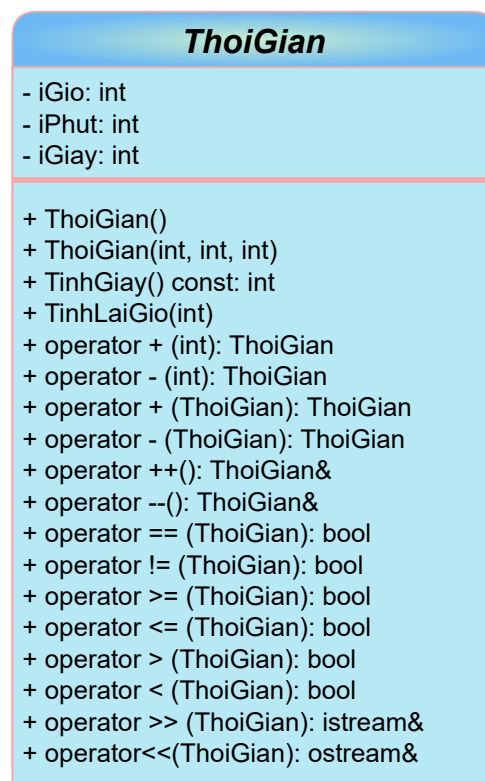 ThoiGian
- iGio: int
- iPhut: int
- iGiay: int
+ ThoiGian()
+ ThoiGian(int, int, int)
+ TinhGiay() const: int
+ TinhLaiGio(int)
+ operator + (int): ThoiGian
+ operator - (int): ThoiGian
+ operator + (ThoiGian): ThoiGian
+ operator - (ThoiGian): ThoiGian
+ operator ++(): ThoiGian&
+ operator --(): ThoiGian&
+ operator == (ThoiGian): bool
+ operator != (ThoiGian): bool
+ operator >= (ThoiGian): bool
+ operator <= (ThoiGian): bool
+ operator > (ThoiGian): bool
+ operator < (ThoiGian): bool
+ operator >> (ThoiGian): istream&
+ operator<<(ThoiGian): ostream&